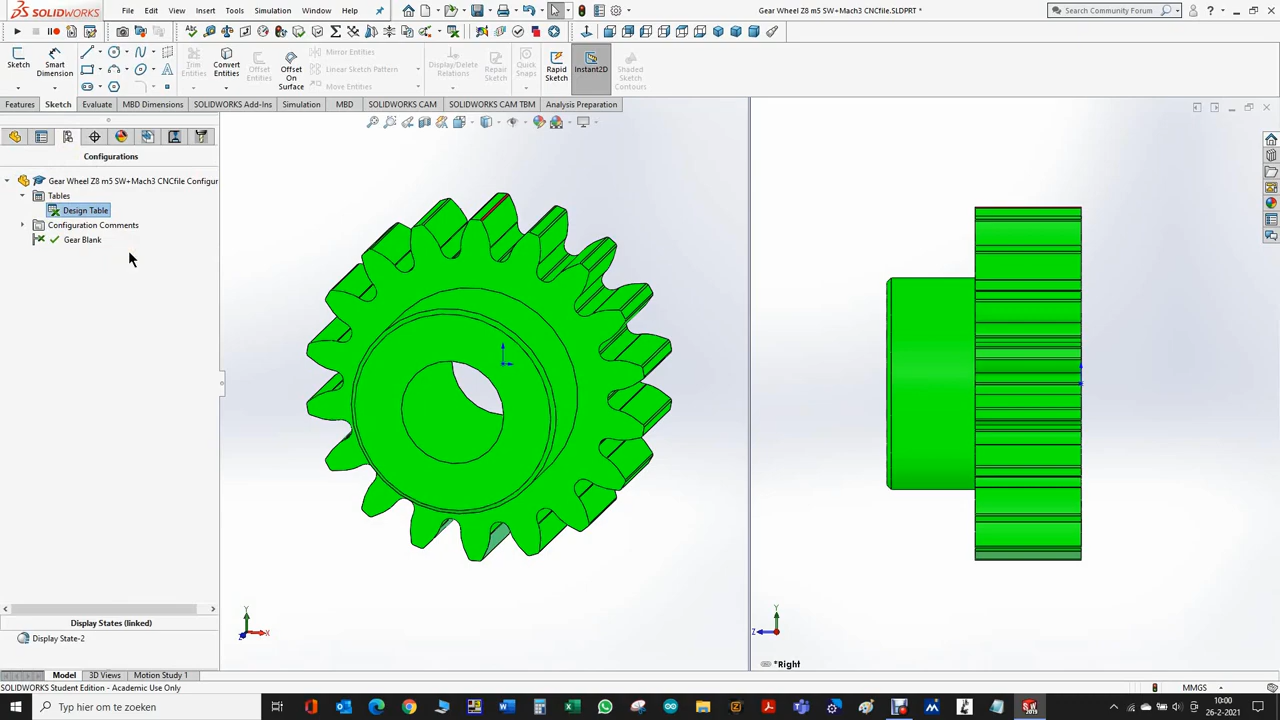 SOLIDWORKS
File Edit View Insert Tools Simulation Window Help
Gear Wheel Z8 m5 SW+Mach3 CNCfile.SLDPRT *
Search Community Forum
Sketch
Smart Dimension
Trim Entities
Convert Entities
Offset Entities
Offset On Surface
Mirror Entities
Linear Sketch Pattern
Move Entities
Display/Delete Relations
Repair Sketch
Quick Snaps
Rapid Sketch
Instant2D
Shaded Sketch Contours
Features Sketch Evaluate MBD Dimensions SOLIDWORKS Add-Ins Simulation MBD SOLIDWORKS CAM SOLIDWORKS CAM TBM Analysis Preparation
Configurations
Gear Wheel Z8 m5 SW+Mach3 CNCfile Configur
Tables
Design Table
Configuration Comments
Gear Blank
Display States (linked)
Display State-2
Y
X
Z
Y
Z
*Right
Model 3D Views Motion Study 1
SOLIDWORKS Student Edition - Academic Use Only
MMGS
Typ hier om te zoeken
10:00
26-2-2021